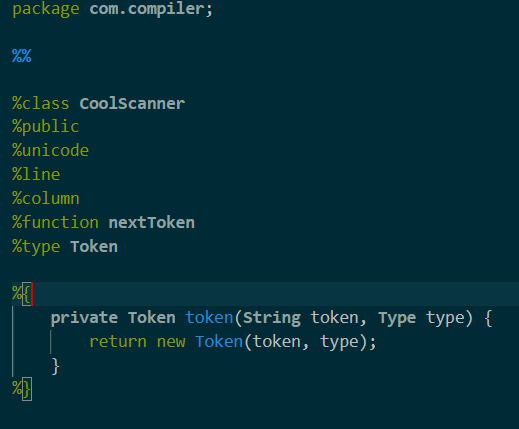 package com.compiler;
%%
%class CoolScanner
%public
%unicode
%line
%column
%function nextToken
%type Token
%{
    private Token token(String token, Type type) {
        return new Token(token, type);
    }
%}